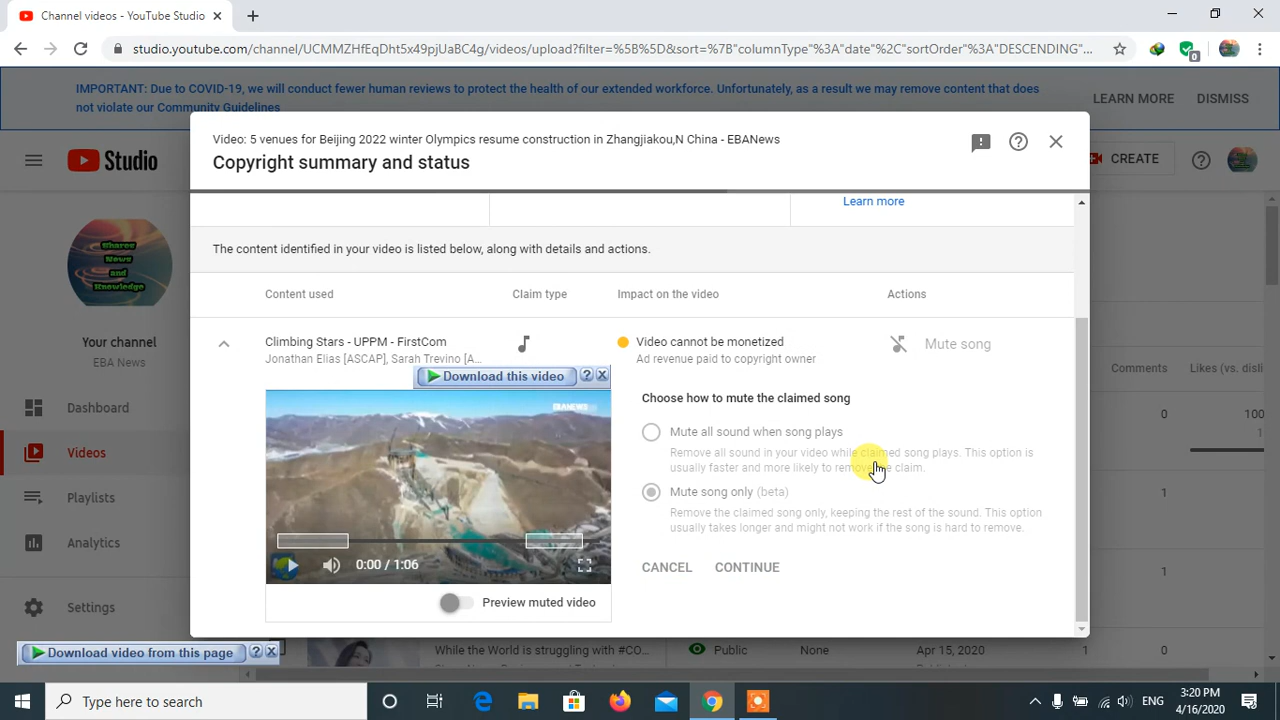 Channel videos - YouTube Studio
studio.youtube.com/channel/UCMMZHfEqDht5x49pjUaBC4g/videos/upload?filter=%5B%5D&sort=%7B"columnType"%3A"date"%2C"sortOrder"%3A"DESCENDING"...
0
IMPORTANT: Due to COVID-19, we will conduct fewer human reviews to protect the health of our extended workforce. Unfortunately, as a result we may remove content that does
not violate our Community Guidelines
LEARN MORE
DISMISS
Studio
CREATE
Video: 5 venues for Beijing 2022 winter Olympics resume construction in Zhangjiakou,N China - EBANews
Copyright summary and status
Learn more
The content identified in your video is listed below, along with details and actions.
Content used
Claim type
Impact on the video
Actions
Climbing Stars - UPPM - FirstCom
Jonathan Elias [ASCAP], Sarah Trevino [A...
Video cannot be monetized
Ad revenue paid to copyright owner
Mute song
Download this video
EBANEWS
0:00 / 1:06
Preview muted video
Choose how to mute the claimed song
Mute all sound when song plays
Remove all sound in your video while claimed song plays. This option is
usually faster and more likely to remove claim.
Mute song only (beta)
Remove the claimed song only, keeping the rest of the sound. This option
usually takes longer and might not work if the song is hard to remove.
CANCEL
CONTINUE
Shares
News
and
Knowledge
Your channel
EBA News
Dashboard
Videos
Playlists
Analytics
Settings
Download video from this page
Comments
Likes (vs. disli
0
100
1
1
While the World is struggling with #CO...
Public
None
Apr 15, 2020
1
0
Type here to search
ENG
3:20 PM
4/16/2020